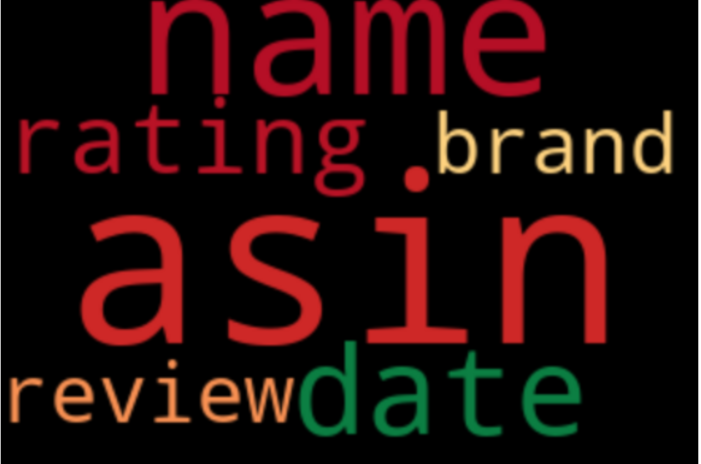 name
rating brand
asin
review date